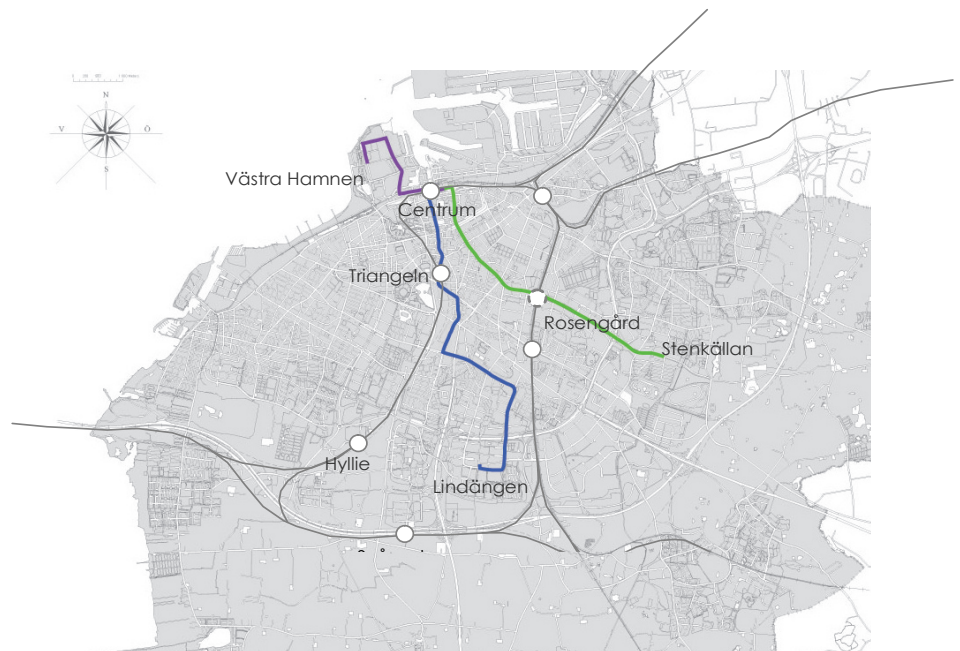 N
V
Ö
S
Västra Hamnen
Centrum
Triangeln
Rosengård
Stenkällan
Hyllie
Lindängen